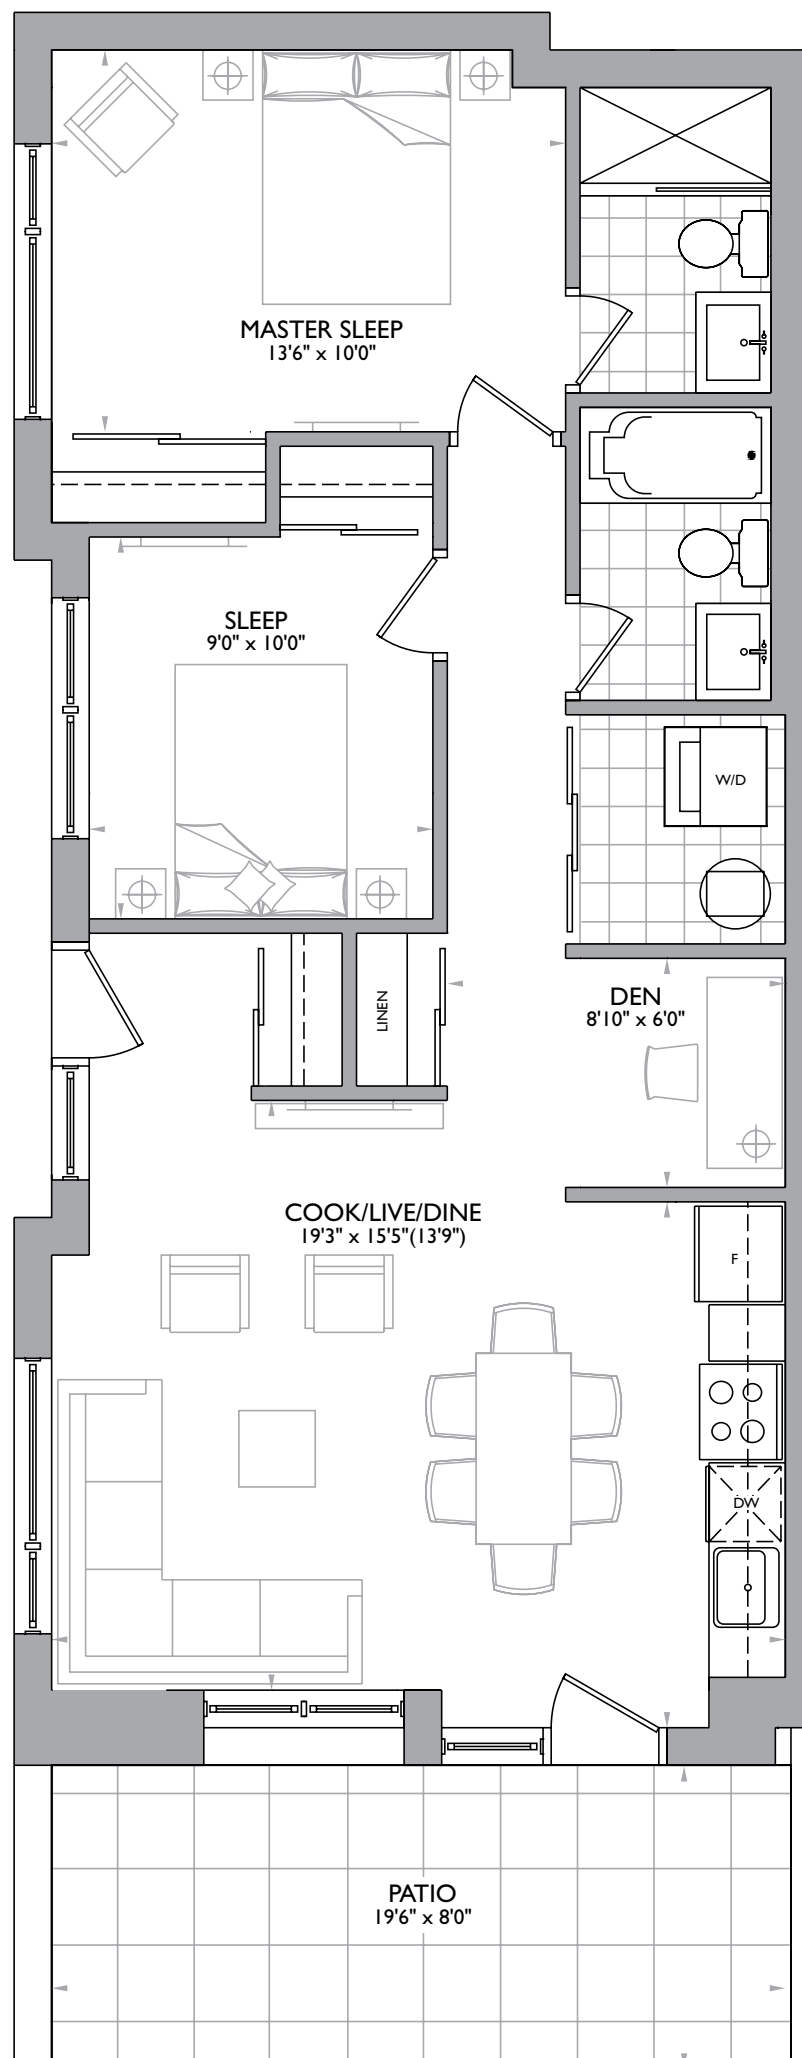 MASTER SLEEP
13'6" x 10'0"
SLEEP
9'0" x 10'0"
W/D
LINEN
DEN
8'10" x 6'0"
COOK/LIVE/DINE
19'3" x 15'5"(13'9")
F
DW
PATIO
19'6" x 8'0"